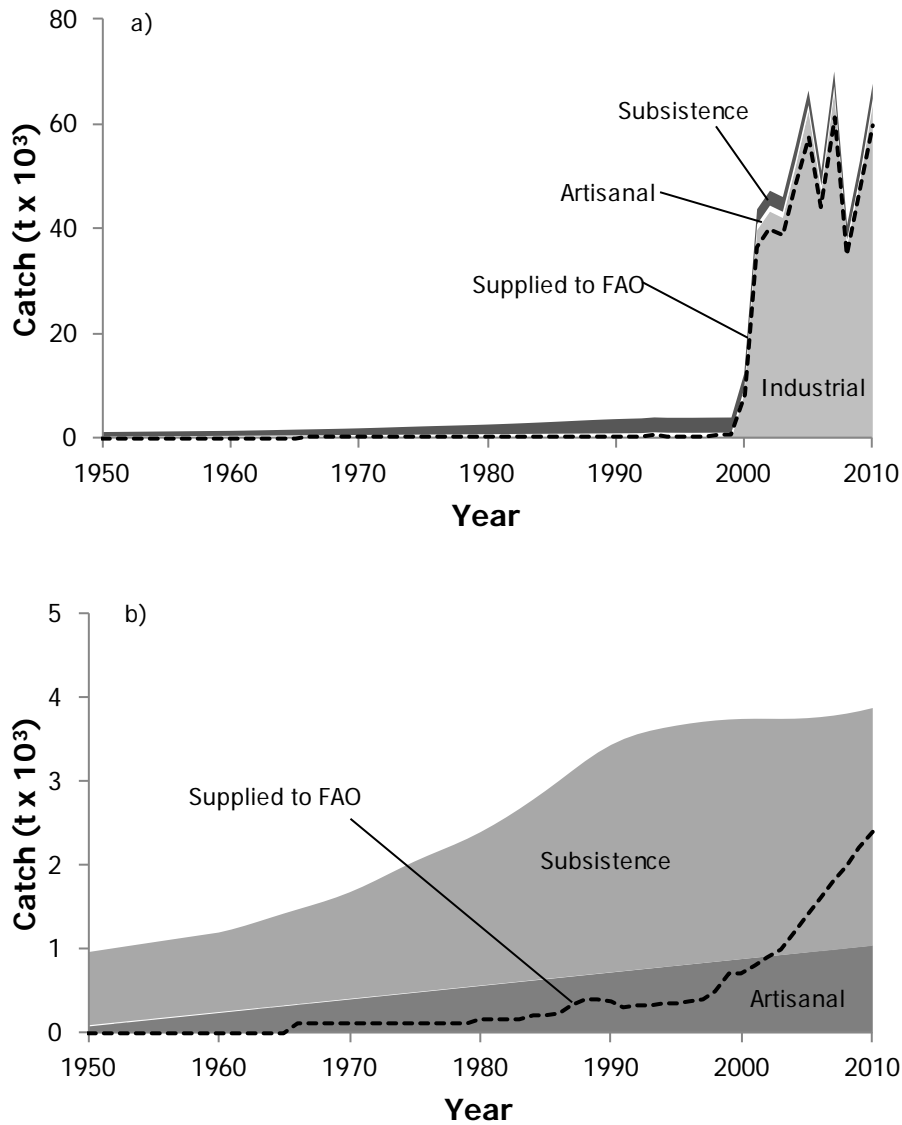 a)
80
60
40
20
0
Catch (t x 10³)
Subsistence
Artisanal
Supplied to FAO
Industrial
1950 1960 1970 1980 1990 2000 2010
Year
b)
5
4
3
2
1
0
Catch (t x 10³)
Supplied to FAO
Subsistence
Artisanal
1950 1960 1970 1980 1990 2000 2010
Year